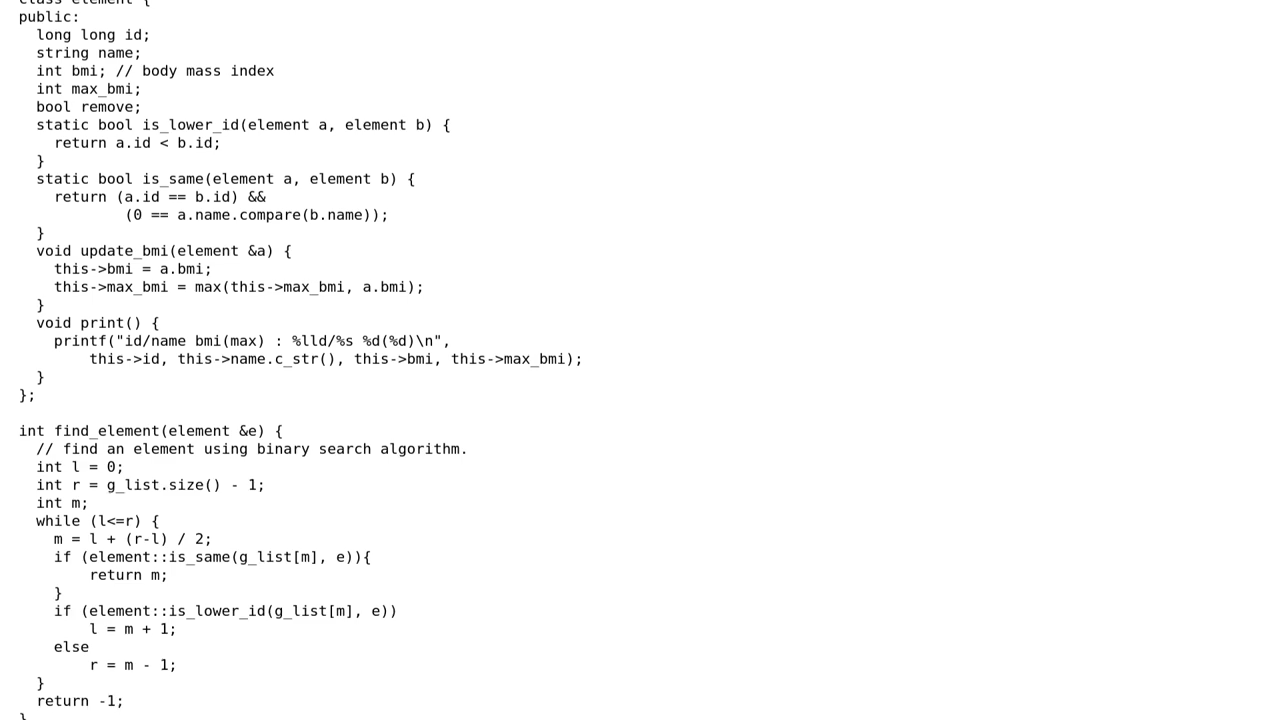 class element {
public:
  long long id;
  string name;
  int bmi; // body mass index
  int max_bmi;
  bool remove;
  static bool is_lower_id(element a, element b) {
    return a.id < b.id;
  }
  static bool is_same(element a, element b) {
    return (a.id == b.id) &&
            (0 == a.name.compare(b.name));
  }
  void update_bmi(element &a) {
    this->bmi = a.bmi;
    this->max_bmi = max(this->max_bmi, a.bmi);
  }
  void print() {
    printf("id/name bmi(max) : %lld/%s %d(%d)\n",
        this->id, this->name.c_str(), this->bmi, this->max_bmi);
  }
};

int find_element(element &e) {
  // find an element using binary search algorithm.
  int l = 0;
  int r = g_list.size() - 1;
  int m;
  while (l<=r) {
    m = l + (r-l) / 2;
    if (element::is_same(g_list[m], e)){
        return m;
    }
    if (element::is_lower_id(g_list[m], e))
        l = m + 1;
    else
        r = m - 1;
  }
  return -1;
}